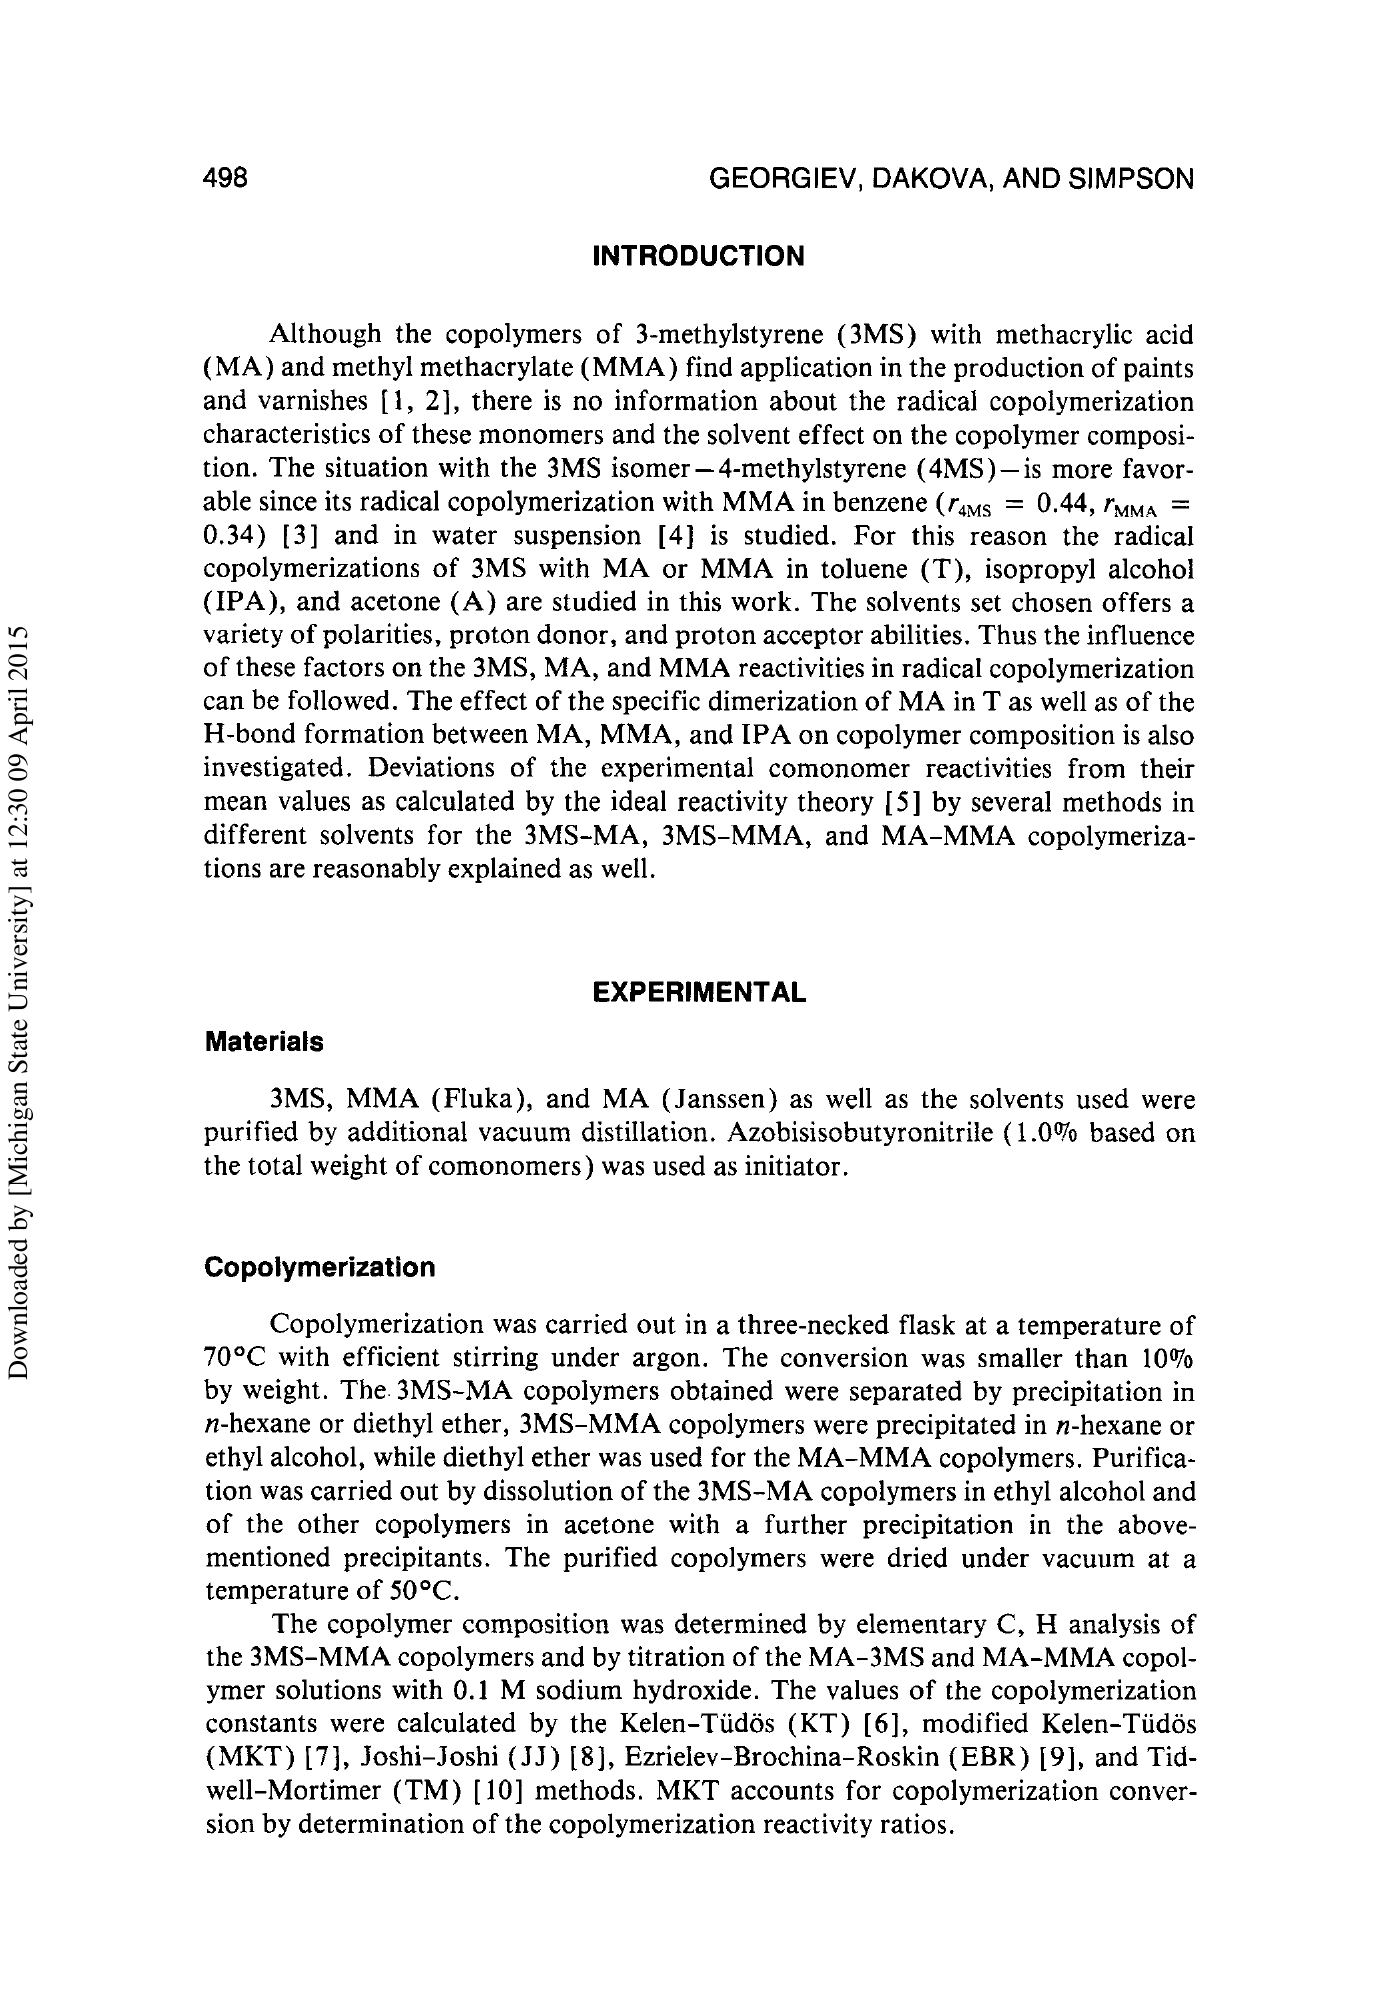 498
GEORGIEV, DAKOVA, AND SIMPSON
INTRODUCTION
Although the copolymers of 3-methylstyrene (3MS) with methacrylic acid
(MA) and methyl methacrylate (MMA) find application in the production of paints
and varnishes [1, 2], there is no information about the radical copolymerization
characteristics of these monomers and the solvent effect on the copolymer composi-
tion. The situation with the 3MS isomer—4-methylstyrene (4MS)—is more favor-
able since its radical copolymerization with MMA in benzene (r4MS = 0.44, rMMA =
0.34) [3] and in water suspension [4] is studied. For this reason the radical
copolymerizations of 3MS with MA or MMA in toluene (T), isopropyl alcohol
(IPA), and acetone (A) are studied in this work. The solvents set chosen offers a
variety of polarities, proton donor, and proton acceptor abilities. Thus the influence
of these factors on the 3MS, MA, and MMA reactivities in radical copolymerization
can be followed. The effect of the specific dimerization of MA in T as well as of the
H-bond formation between MA, MMA, and IPA on copolymer composition is also
investigated. Deviations of the experimental comonomer reactivities from their
mean values as calculated by the ideal reactivity theory [5] by several methods in
different solvents for the 3MS-MA, 3MS-MMA, and MA-MMA copolymeriza-
tions are reasonably explained as well.
EXPERIMENTAL
Materials
3MS, MMA (Fluka), and MA (Janssen) as well as the solvents used were
purified by additional vacuum distillation. Azobisisobutyronitrile (1.0% based on
the total weight of comonomers) was used as initiator.
Copolymerization
Copolymerization was carried out in a three-necked flask at a temperature of
70°C with efficient stirring under argon. The conversion was smaller than 10%
by weight. The 3MS-MA copolymers obtained were separated by precipitation in
n-hexane or diethyl ether, 3MS-MMA copolymers were precipitated in n-hexane or
ethyl alcohol, while diethyl ether was used for the MA-MMA copolymers. Purifica-
tion was carried out by dissolution of the 3MS-MA copolymers in ethyl alcohol and
of the other copolymers in acetone with a further precipitation in the above-
mentioned precipitants. The purified copolymers were dried under vacuum at a
temperature of 50°C.
The copolymer composition was determined by elementary C, H analysis of
the 3MS-MMA copolymers and by titration of the MA-3MS and MA-MMA copol-
ymer solutions with 0.1 M sodium hydroxide. The values of the copolymerization
constants were calculated by the Kelen-Tüdös (KT) [6], modified Kelen-Tüdös
(MKT) [7], Joshi-Joshi (JJ) [8], Ezrielev-Brochina-Roskin (EBR) [9], and Tid-
well-Mortimer (TM) [10] methods. MKT accounts for copolymerization conver-
sion by determination of the copolymerization reactivity ratios.
Downloaded by [Michigan State University] at 12:30 09 April 2015